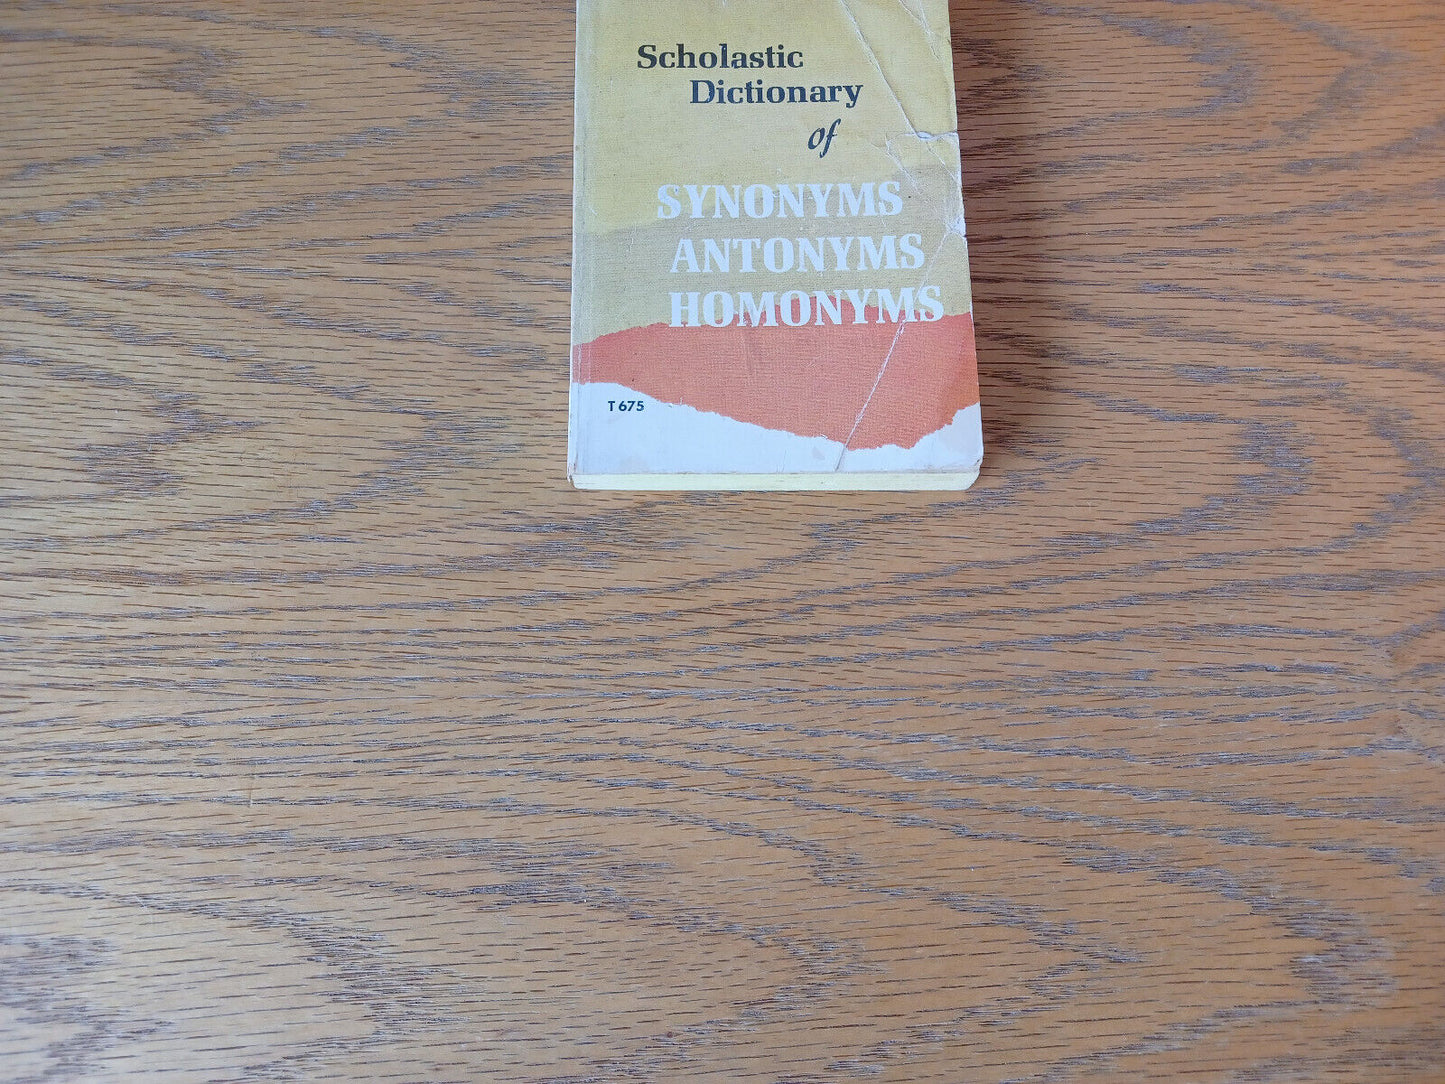 Scholastic
Dictionary
of
SYNONYMS
ANTONYMS
HOMONYMS
T 675